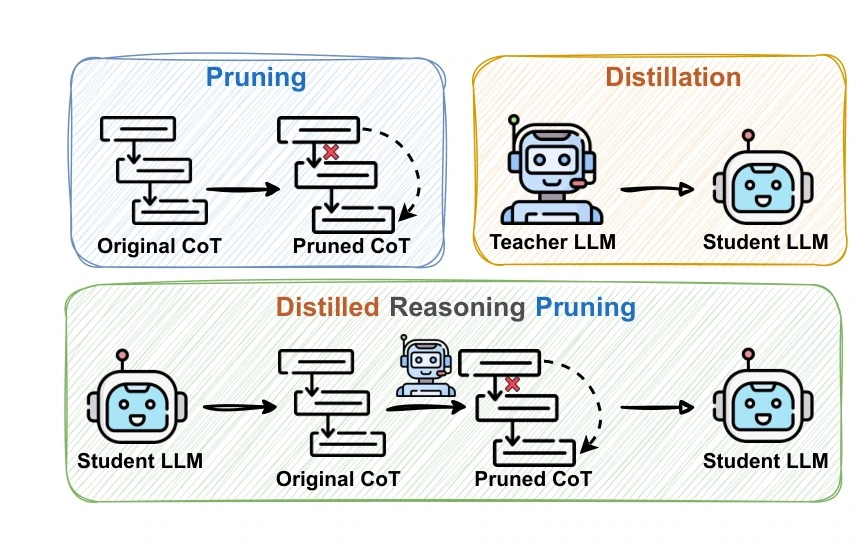 Pruning
Original CoT
Pruned CoT
Distillation
Teacher LLM
Student LLM
Distilled Reasoning Pruning
Student LLM
Original CoT
Pruned CoT
Student LLM